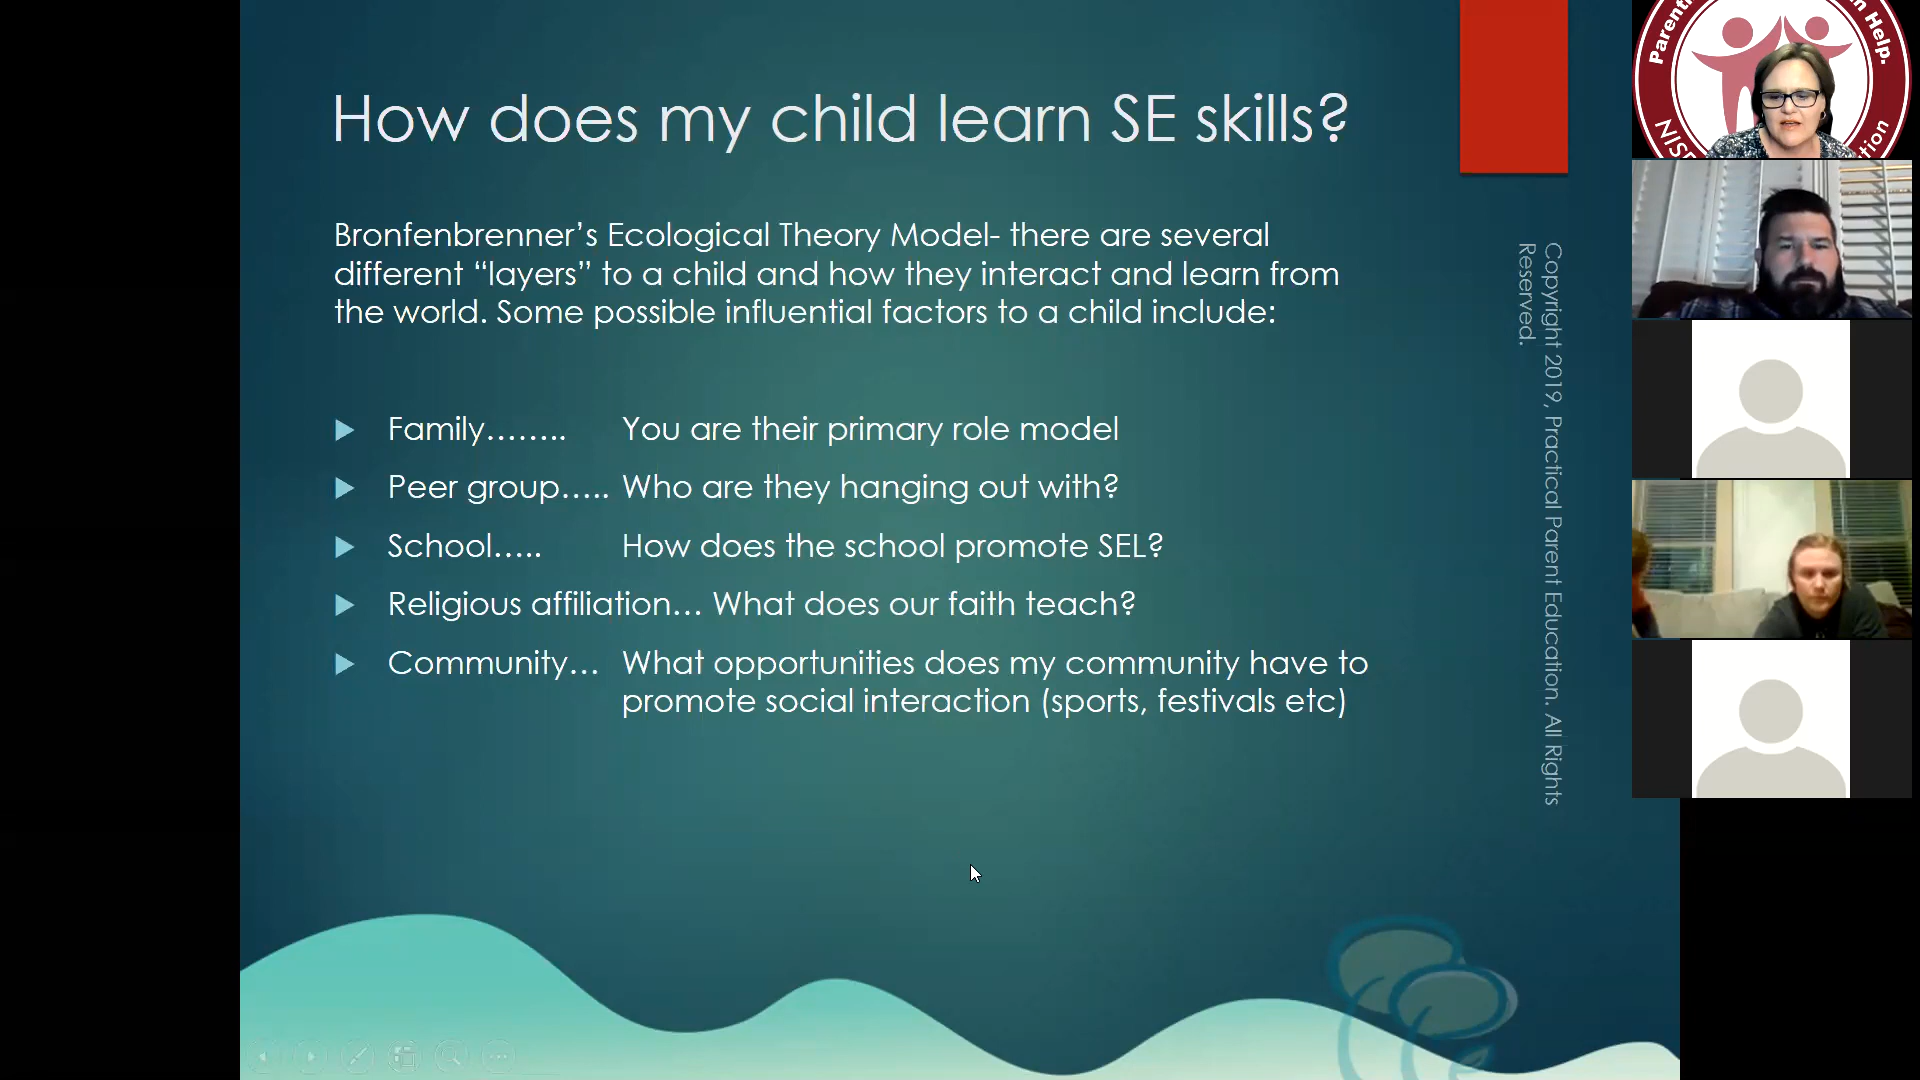 How does my child learn SE skills?
Bronfenbrenner’s Ecological Theory Model- there are several
different “layers” to a child and how they interact and learn from
the world. Some possible influential factors to a child include:
Family…….. You are their primary role model
Peer group….. Who are they hanging out with?
School….. How does the school promote SEL?
Religious affiliation… What does our faith teach?
Community… What opportunities does my community have to
promote social interaction (sports, festivals etc)
Copyright 2019, Practical Parent Education. All Rights
Reserved.
Help.